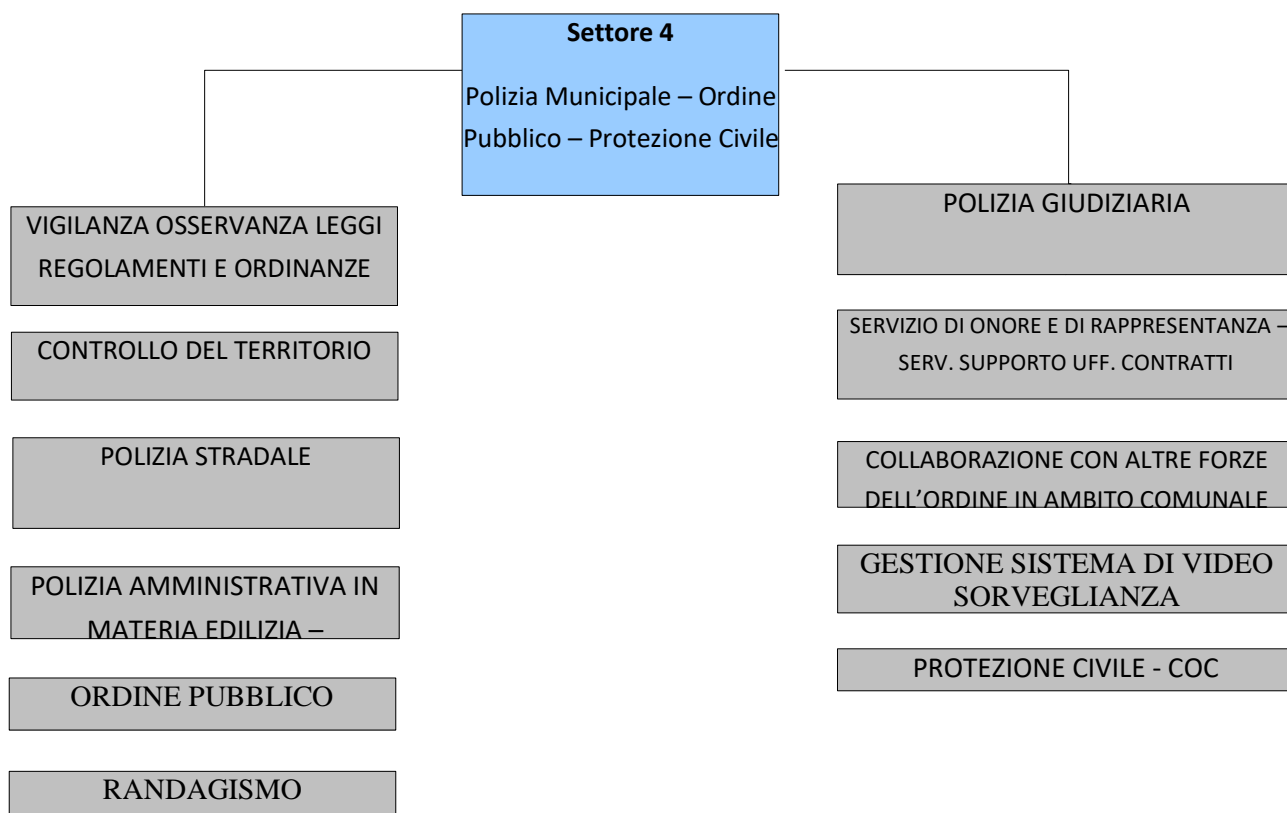 Settore 4
Polizia Municipale – Ordine
Pubblico – Protezione Civile
VIGILANZA OSSERVANZA LEGGI
REGOLAMENTI E ORDINANZE
CONTROLLO DEL TERRITORIO
POLIZIA STRADALE
POLIZIA AMMINISTRATIVA IN
MATERIA EDILIZIA –
ORDINE PUBBLICO
RANDAGISMO
POLIZIA GIUDIZIARIA
SERVIZIO DI ONORE E DI RAPPRESENTANZA –
SERV. SUPPORTO UFF. CONTRATTI
COLLABORAZIONE CON ALTRE FORZE
DELL’ORDINE IN AMBITO COMUNALE
GESTIONE SISTEMA DI VIDEO
SORVEGLIANZA
PROTEZIONE CIVILE - COC